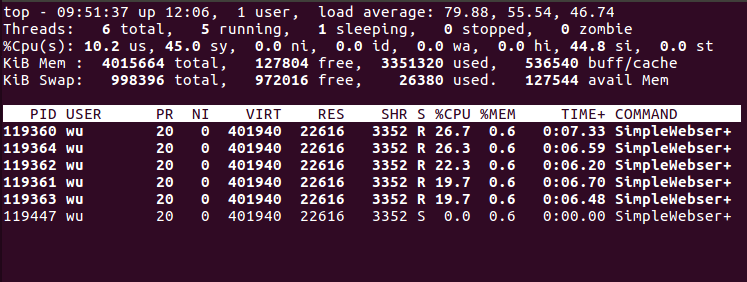 top - 09:51:37 up 12:06,  1 user,  load average: 79.88, 55.54, 46.74
Threads:   6 total,   5 running,   1 sleeping,   0 stopped,   0 zombie
%Cpu(s): 10.2 us, 45.0 sy,  0.0 ni,  0.0 id,  0.0 wa,  0.0 hi, 44.8 si,  0.0 st
KiB Mem :  4015664 total,   127804 free,  3351320 used,   536540 buff/cache
KiB Swap:   998396 total,   972016 free,    26380 used.   127544 avail Mem
PID USER      PR  NI    VIRT    RES    SHR S %CPU %MEM     TIME+ COMMAND
119360 wu        20   0  401940  22616   3352 R 26.7  0.6   0:07.33 SimpleWebser+
119364 wu        20   0  401940  22616   3352 R 26.3  0.6   0:06.59 SimpleWebser+
119362 wu        20   0  401940  22616   3352 R 22.3  0.6   0:06.20 SimpleWebser+
119361 wu        20   0  401940  22616   3352 R 19.7  0.6   0:06.70 SimpleWebser+
119363 wu        20   0  401940  22616   3352 R 19.7  0.6   0:06.48 SimpleWebser+
119447 wu        20   0  401940  22616   3352 S  0.0  0.6   0:00.00 SimpleWebser+